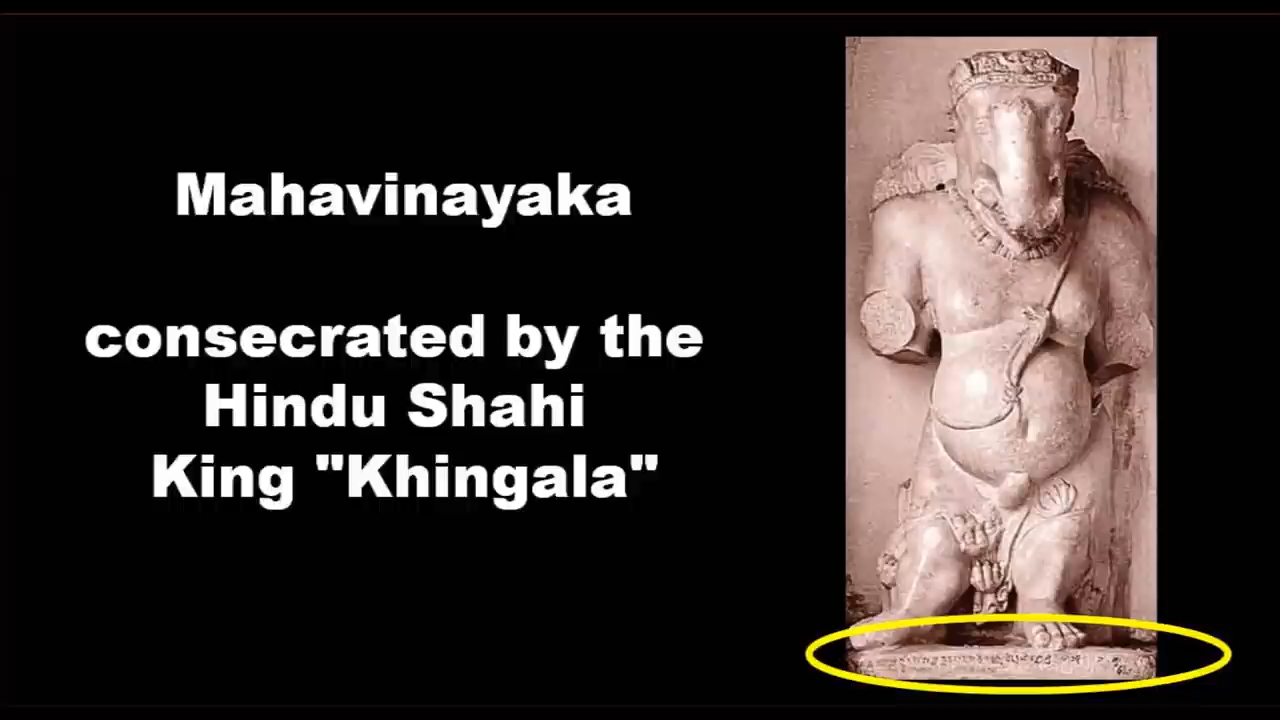 Mahavinayaka
consecrated by the
Hindu Shahi
King "Khingala"